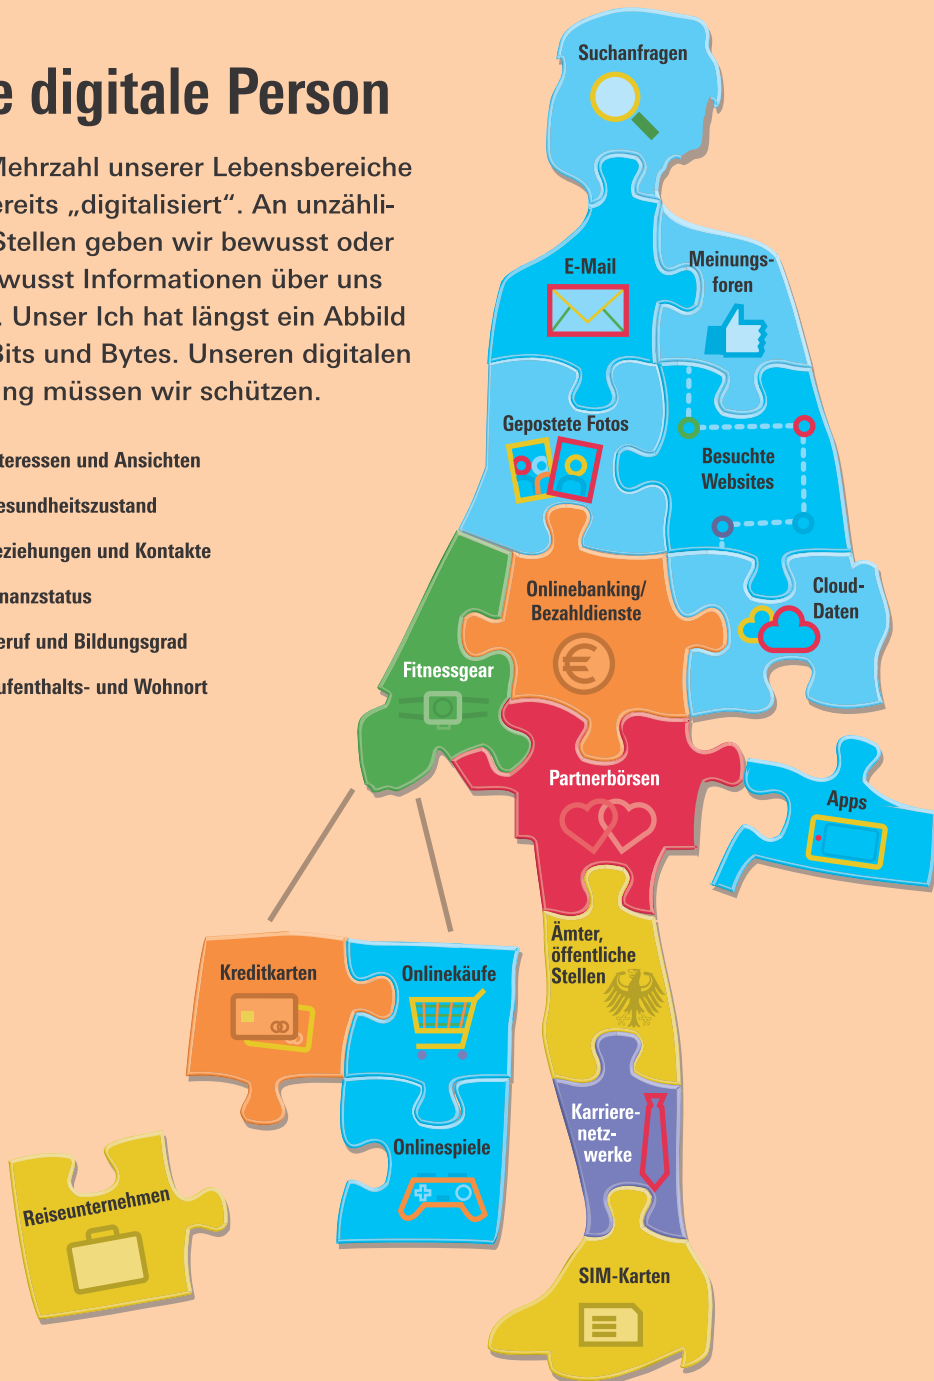 e digitale Person
Mehrzahl unserer Lebensbereiche
ereits „digitalisiert“. An unzähli-
Stellen geben wir bewusst oder
wusst Informationen über uns
. Unser Ich hat längst ein Abbild
Bits und Bytes. Unseren digitalen
ng müssen wir schützen.
teressen und Ansichten
esundheitszustand
eziehungen und Kontakte
nanzstatus
eruf und Bildungsgrad
ufenthalts- und Wohnort
Suchanfragen
E-Mail
Meinungs-
foren
Gepostete Fotos
Besuchte
Websites
Onlinebanking/
Bezahldienste
Cloud-
Daten
Fitnessgear
Partnerbörsen
Apps
Ämter,
öffentliche
Stellen
Kreditkarten
Onlinekäufe
Karriere-
netz-
werke
Onlinespiele
Reiseunternehmen
SIM-Karten